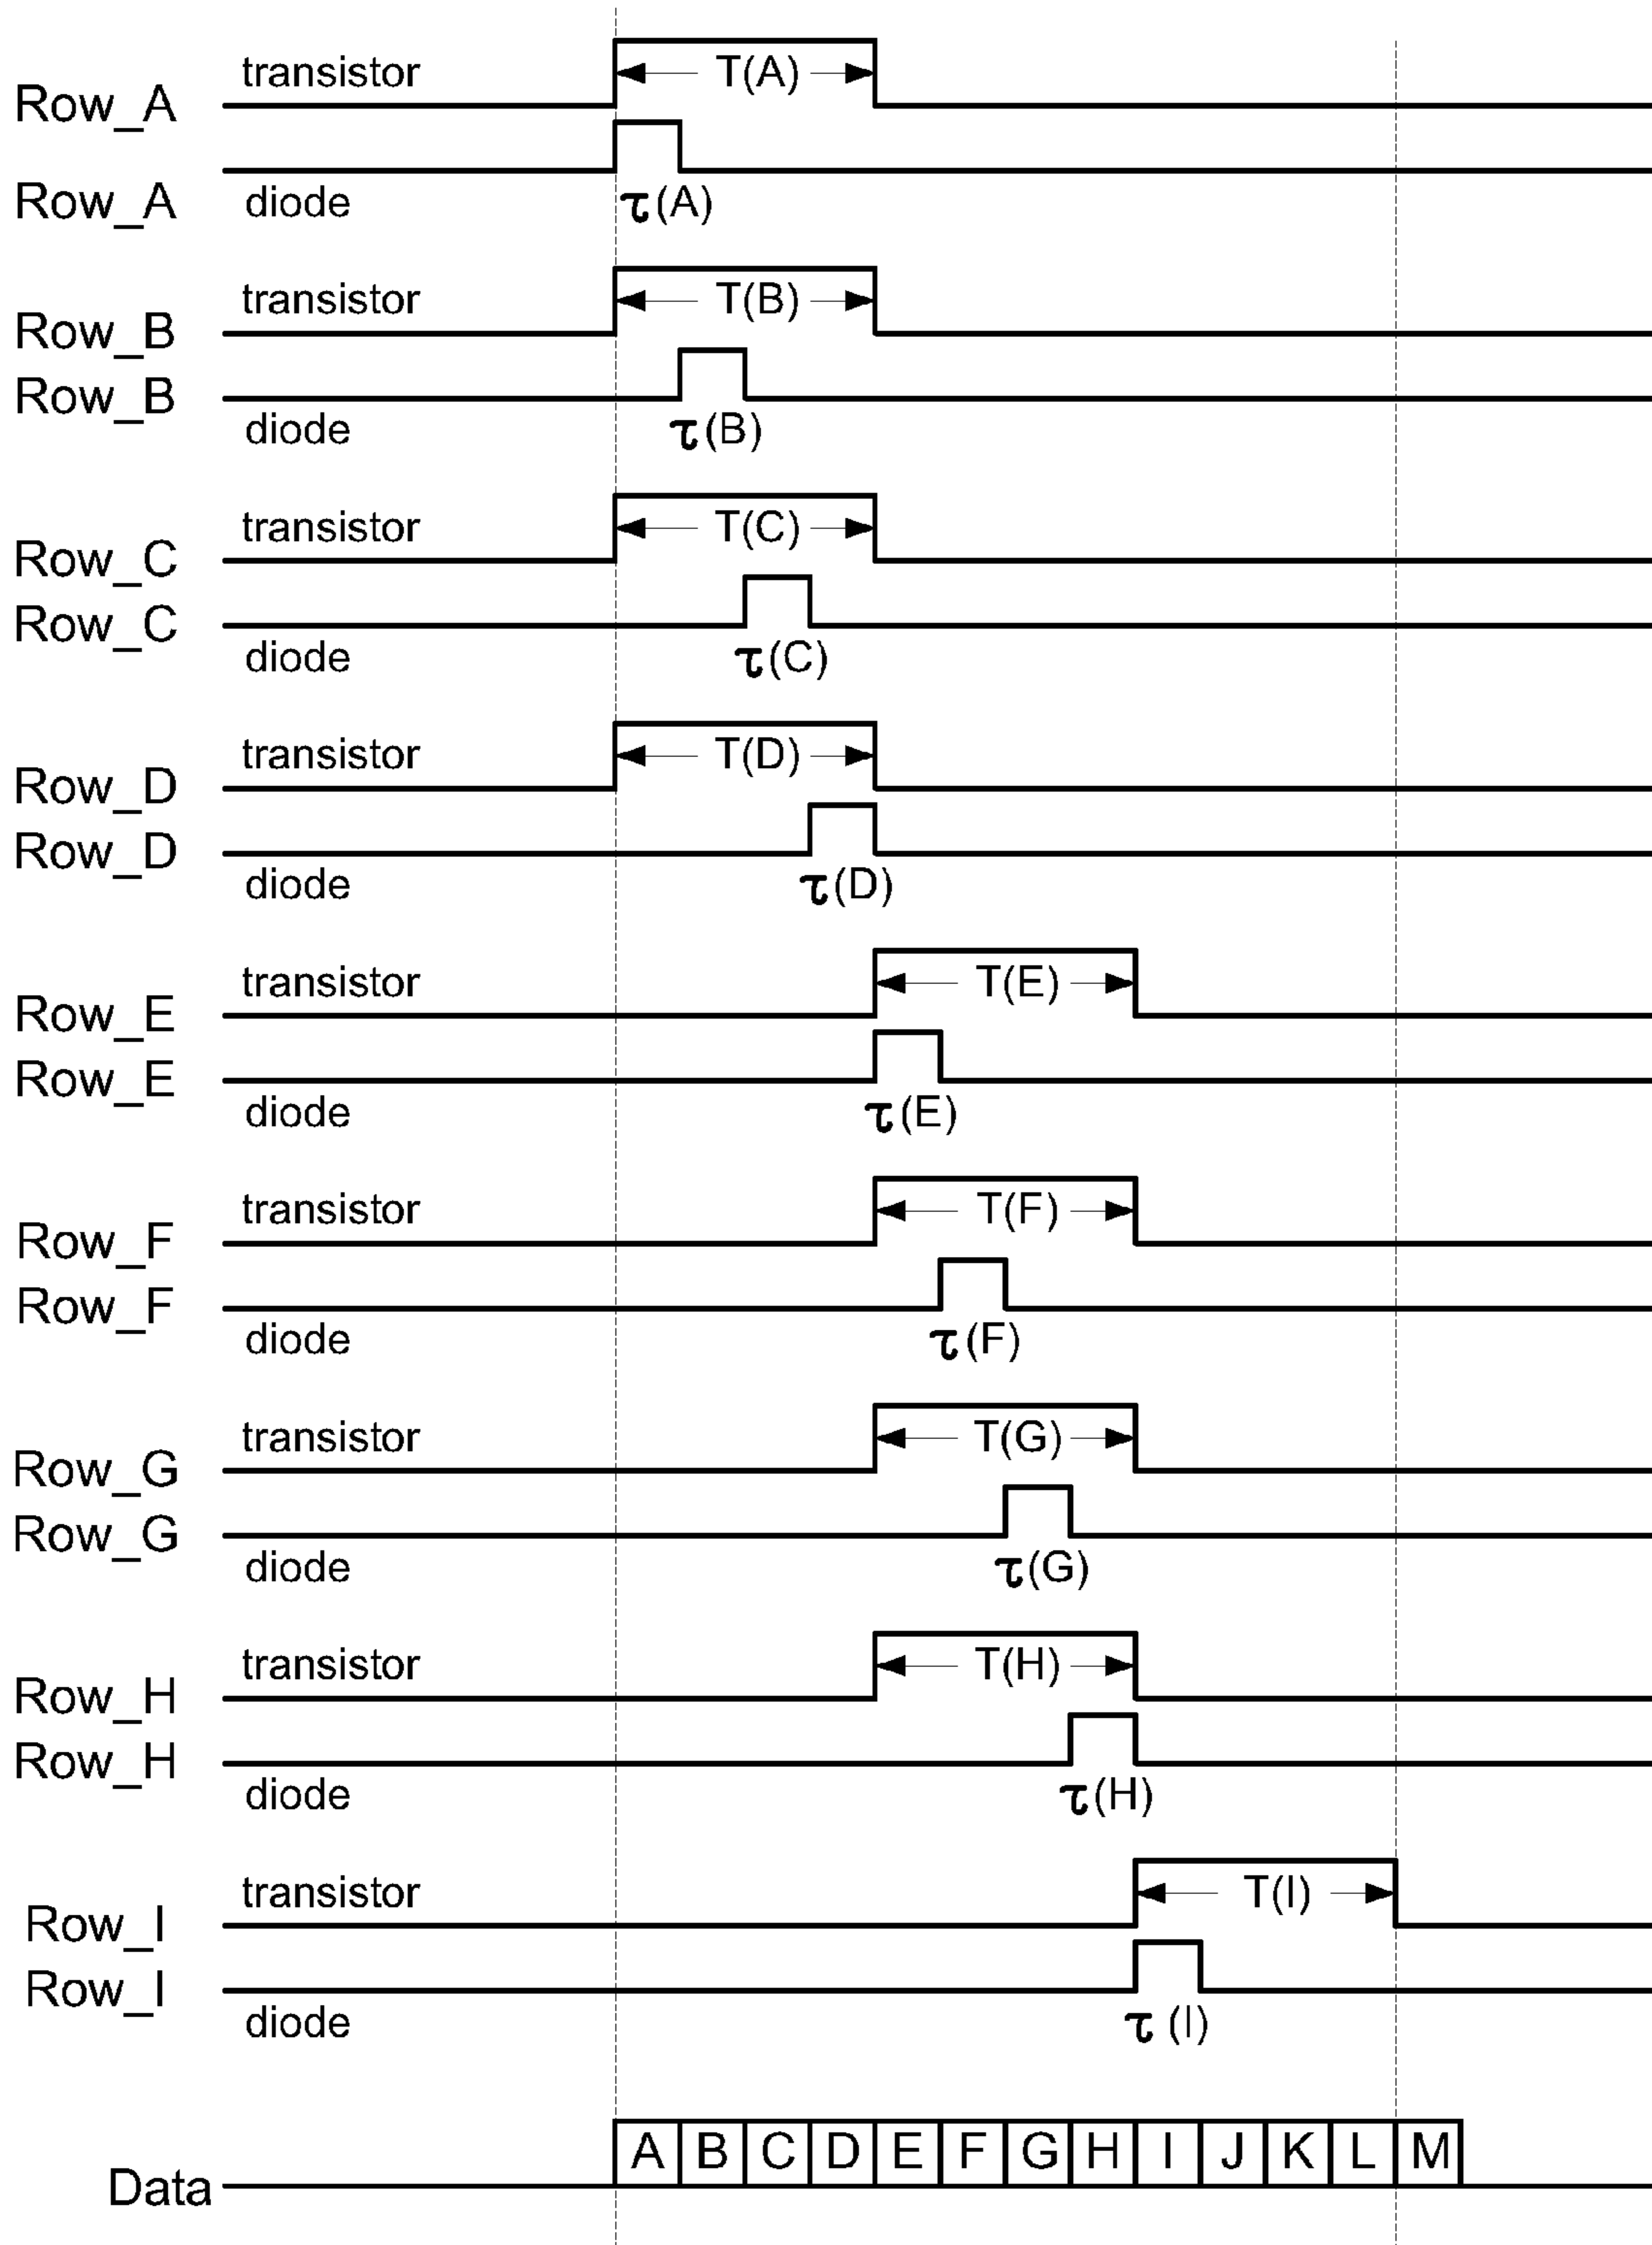 transistor
T(A)
Row_A
Row_A
diode
τ(A)
transistor
T(B)
Row_B
Row_B
diode
τ(B)
transistor
T(C)
Row_C
Row_C
diode
τ(C)
transistor
T(D)
Row_D
Row_D
diode
τ(D)
transistor
T(E)
Row_E
Row_E
diode
τ(E)
transistor
T(F)
Row_F
Row_F
diode
τ(F)
transistor
T(G)
Row_G
Row_G
diode
τ(G)
transistor
T(H)
Row_H
Row_H
diode
τ(H)
transistor
T(I)
Row_I
Row_I
diode
τ (I)
A B C D E F G H I J K L M
Data